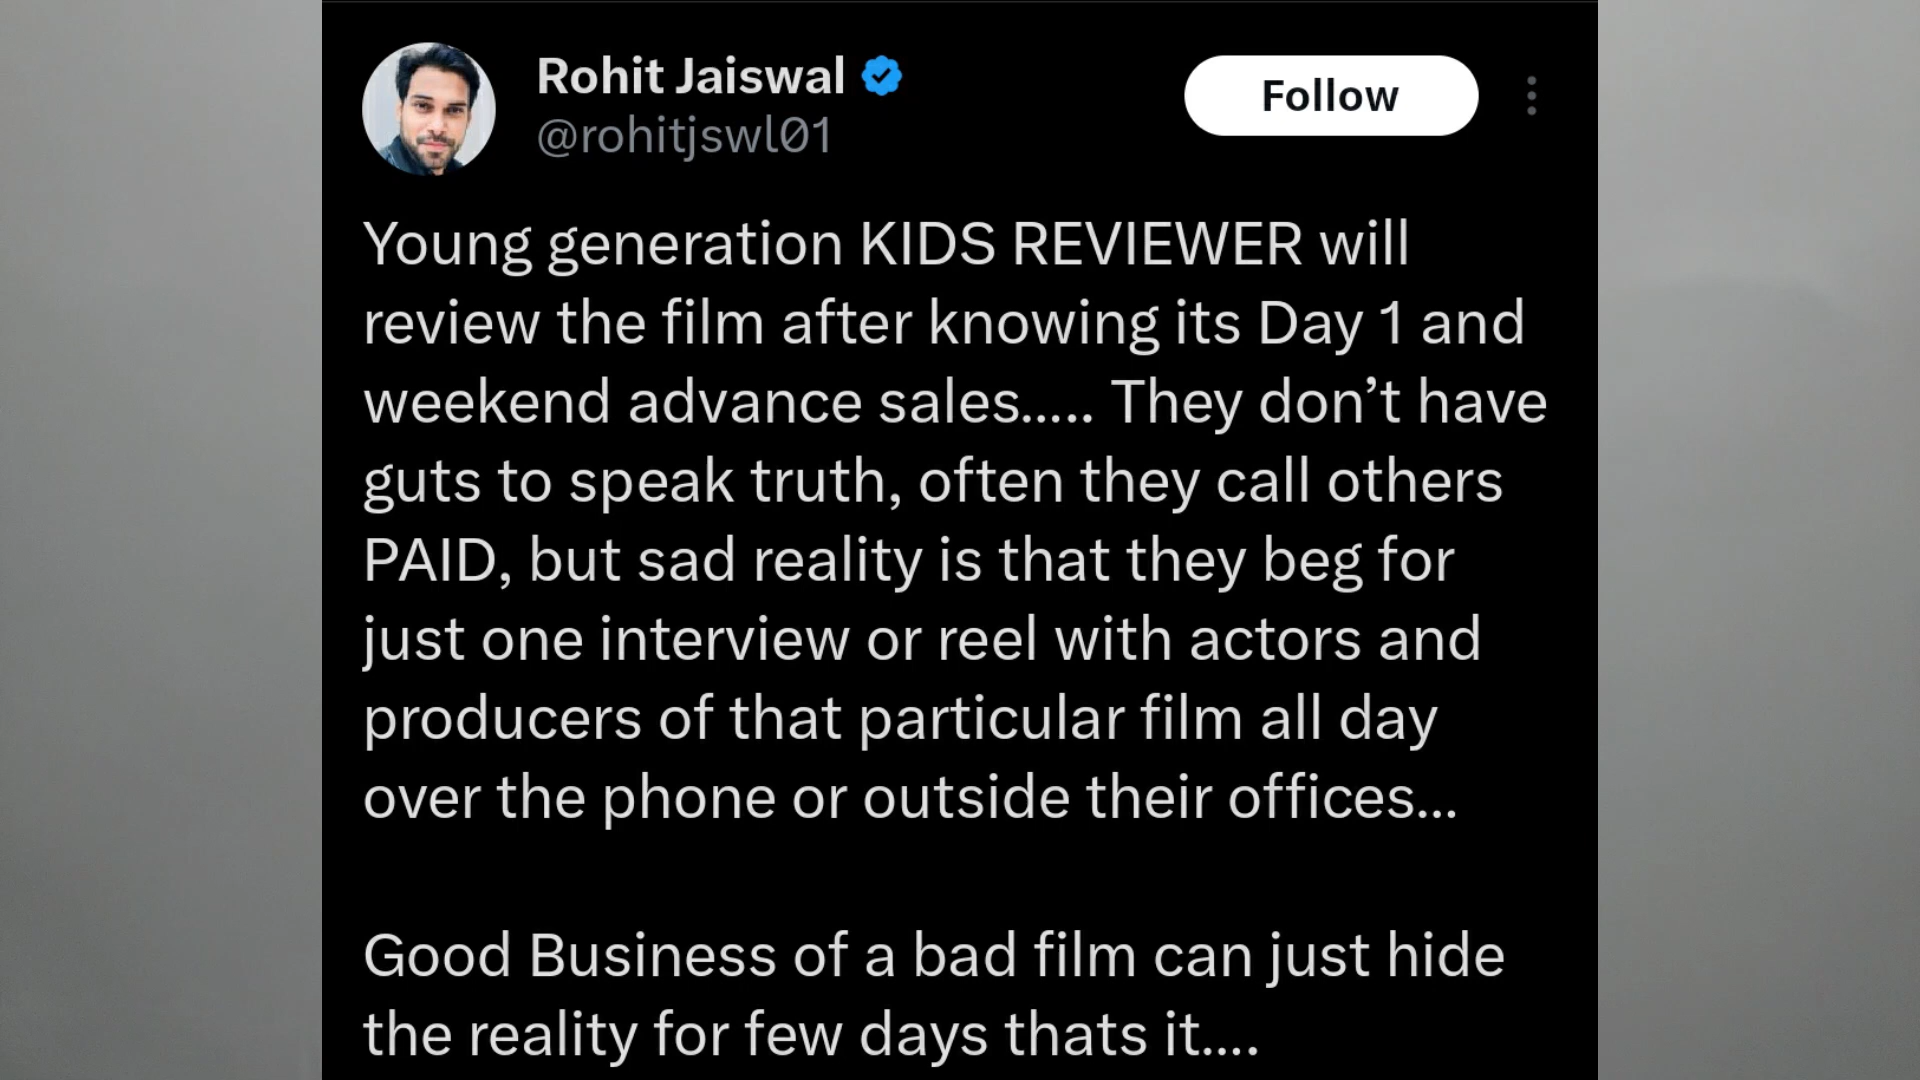 Rohit Jaiswal
@rohitjswl01
Follow
Young generation KIDS REVIEWER will
review the film after knowing its Day 1 and
weekend advance sales..... They don’t have
guts to speak truth, often they call others
PAID, but sad reality is that they beg for
just one interview or reel with actors and
producers of that particular film all day
over the phone or outside their offices...
Good Business of a bad film can just hide
the reality for few days thats it....